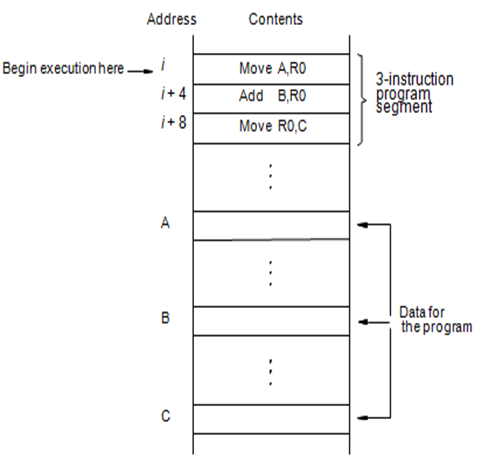 Address Contents
Begin execution here i Move A,R0
i + 4 Add B,R0
i + 8 Move R0,C
3-instruction
program
segment
A
B
Data for
the program
C